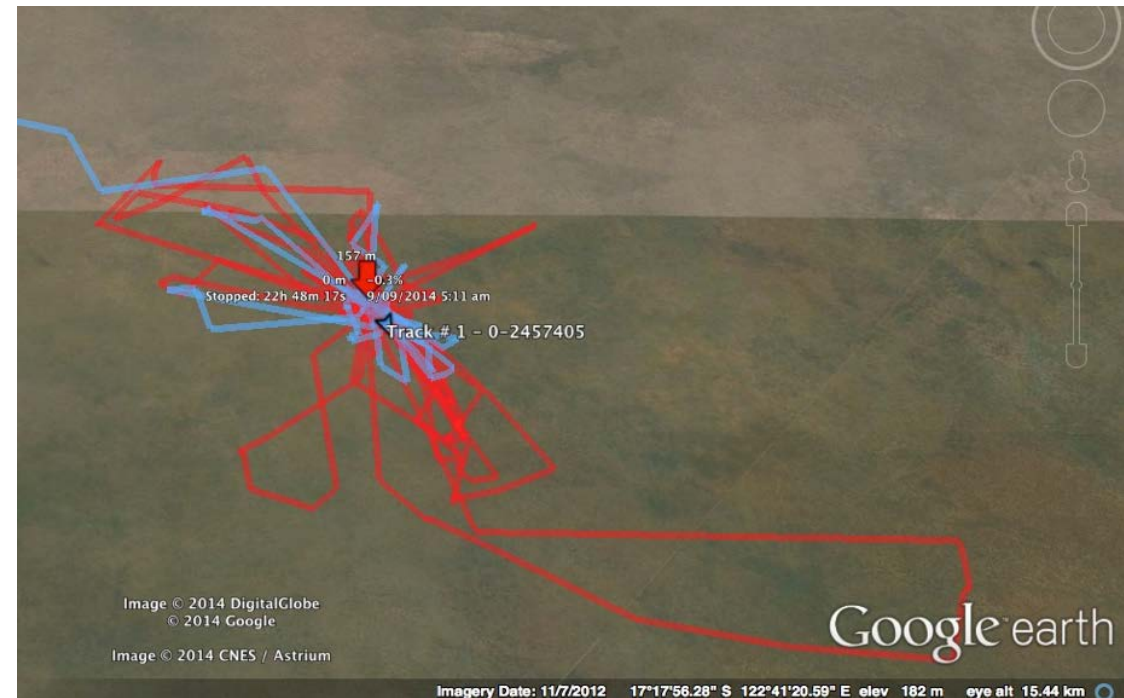 157 m
0 m -0.3%
Stopped: 22h 48m 17s 9/09/2014 5:11 am
Track # 1 - 0-2457405
Image © 2014 DigitalGlobe
© 2014 Google
Image © 2014 CNES / Astrium
Google earth
Imagery Date: 11/7/2012 17°17'56.28" S 122°41'20.59" E elev 182 m eye alt 15.44 km